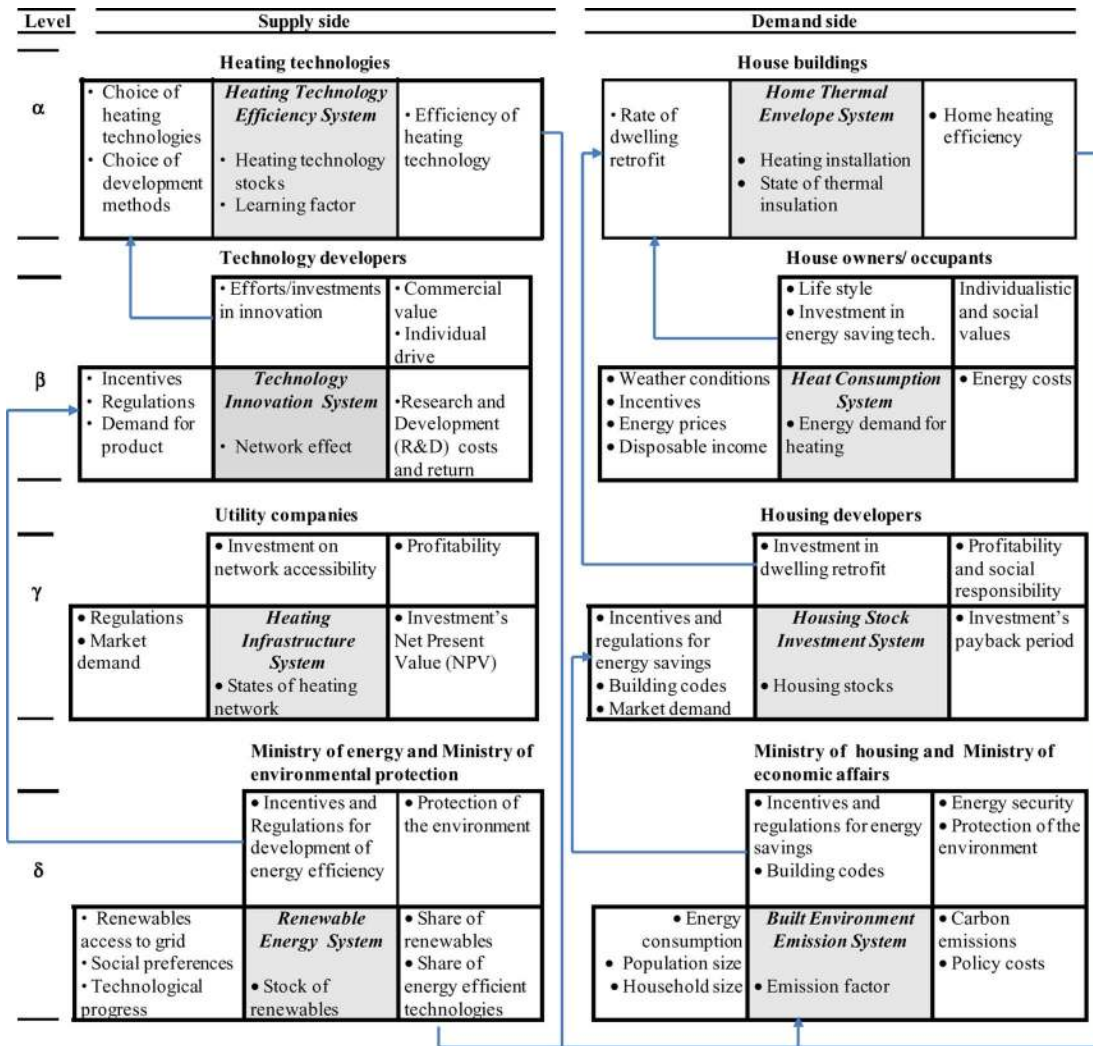 Level
Supply side
Demand side
α
Heating technologies
• Choice of
heating
technologies
• Choice of
development
methods
Heating Technology
Efficiency System
• Heating technology
stocks
• Learning factor
• Efficiency of
heating
technology
House buildings
• Rate of
dwelling
retrofit
Home Thermal
Envelope System
• Heating installation
• State of thermal
insulation
• Home heating
efficiency
β
Technology developers
• Efforts/investments
in innovation
• Commercial
value
• Individual
drive
• Incentives
• Regulations
• Demand for
product
Technology
Innovation System
• Network effect
•Research and
Development
(R&D) costs
and return
House owners/ occupants
• Life style
• Investment in
energy saving tech.
Individualistic
and social
values
• Weather conditions
• Incentives
• Energy prices
• Disposable income
Heat Consumption
System
• Energy demand for
heating
• Energy costs
γ
Utility companies
• Investment on
network accessibility
• Profitability
• Regulations
• Market
demand
Heating
Infrastructure
System
• States of heating
network
• Investment's
Net Present
Value (NPV)
Housing developers
• Investment in
dwelling retrofit
• Profitability
and social
responsibility
• Incentives and
regulations for
energy savings
• Building codes
• Market demand
Housing Stock
Investment System
• Housing stocks
• Investment's
payback period
δ
Ministry of energy and Ministry of
environmental protection
• Incentives and
Regulations for
development of
energy efficiency
• Protection of
the environment
• Renewables
access to grid
• Social preferences
• Technological
progress
Renewable
Energy System
• Stock of
renewables
• Share of
renewables
• Share of
energy efficient
technologies
Ministry of housing and Ministry of
economic affairs
• Incentives and
regulations for energy
savings
• Building codes
• Energy security
• Protection of the
environment
• Energy
consumption
• Population size
• Household size
Built Environment
Emission System
• Emission factor
• Carbon
emissions
• Policy costs